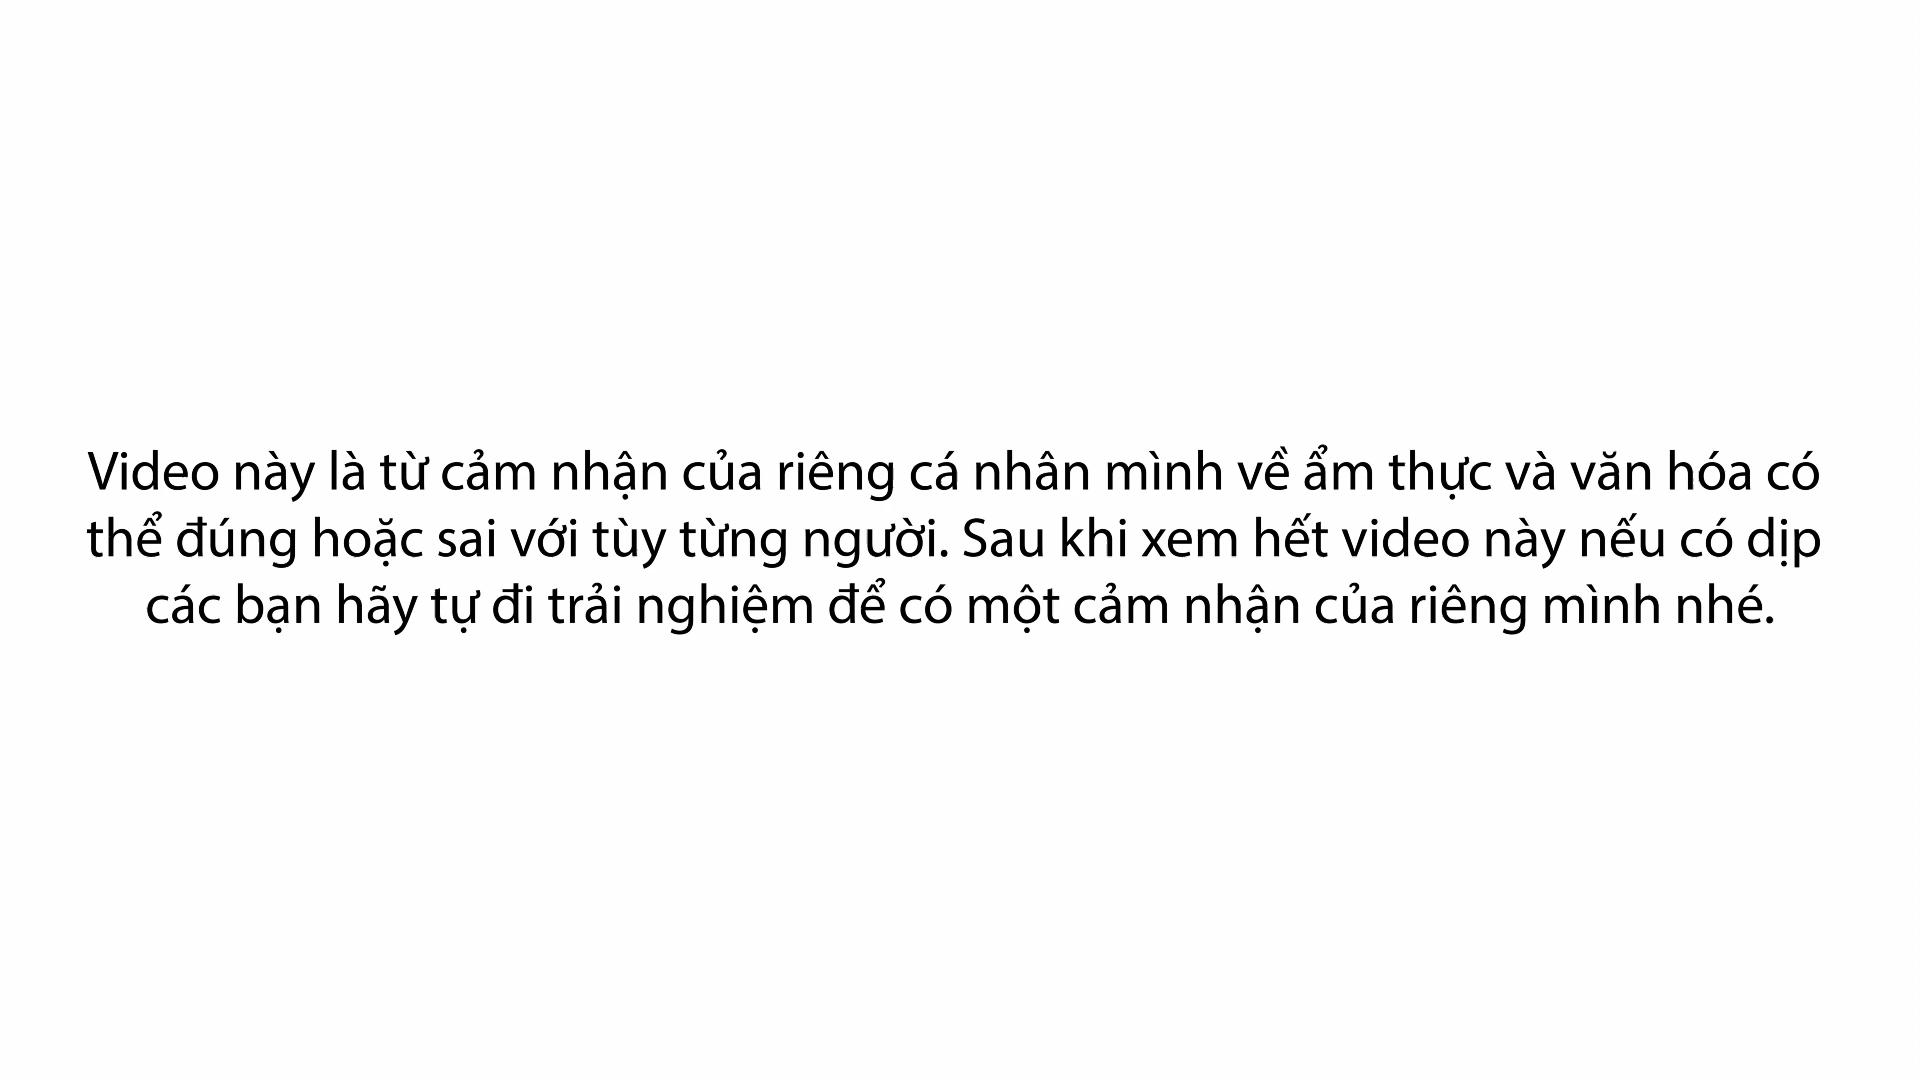 Video này là từ cảm nhận của riêng cá nhân mình về ẩm thực và văn hóa có
thể đúng hoặc sai với tùy từng người. Sau khi xem hết video này nếu có dịp
các bạn hãy tự đi trải nghiệm để có một cảm nhận của riêng mình nhé.